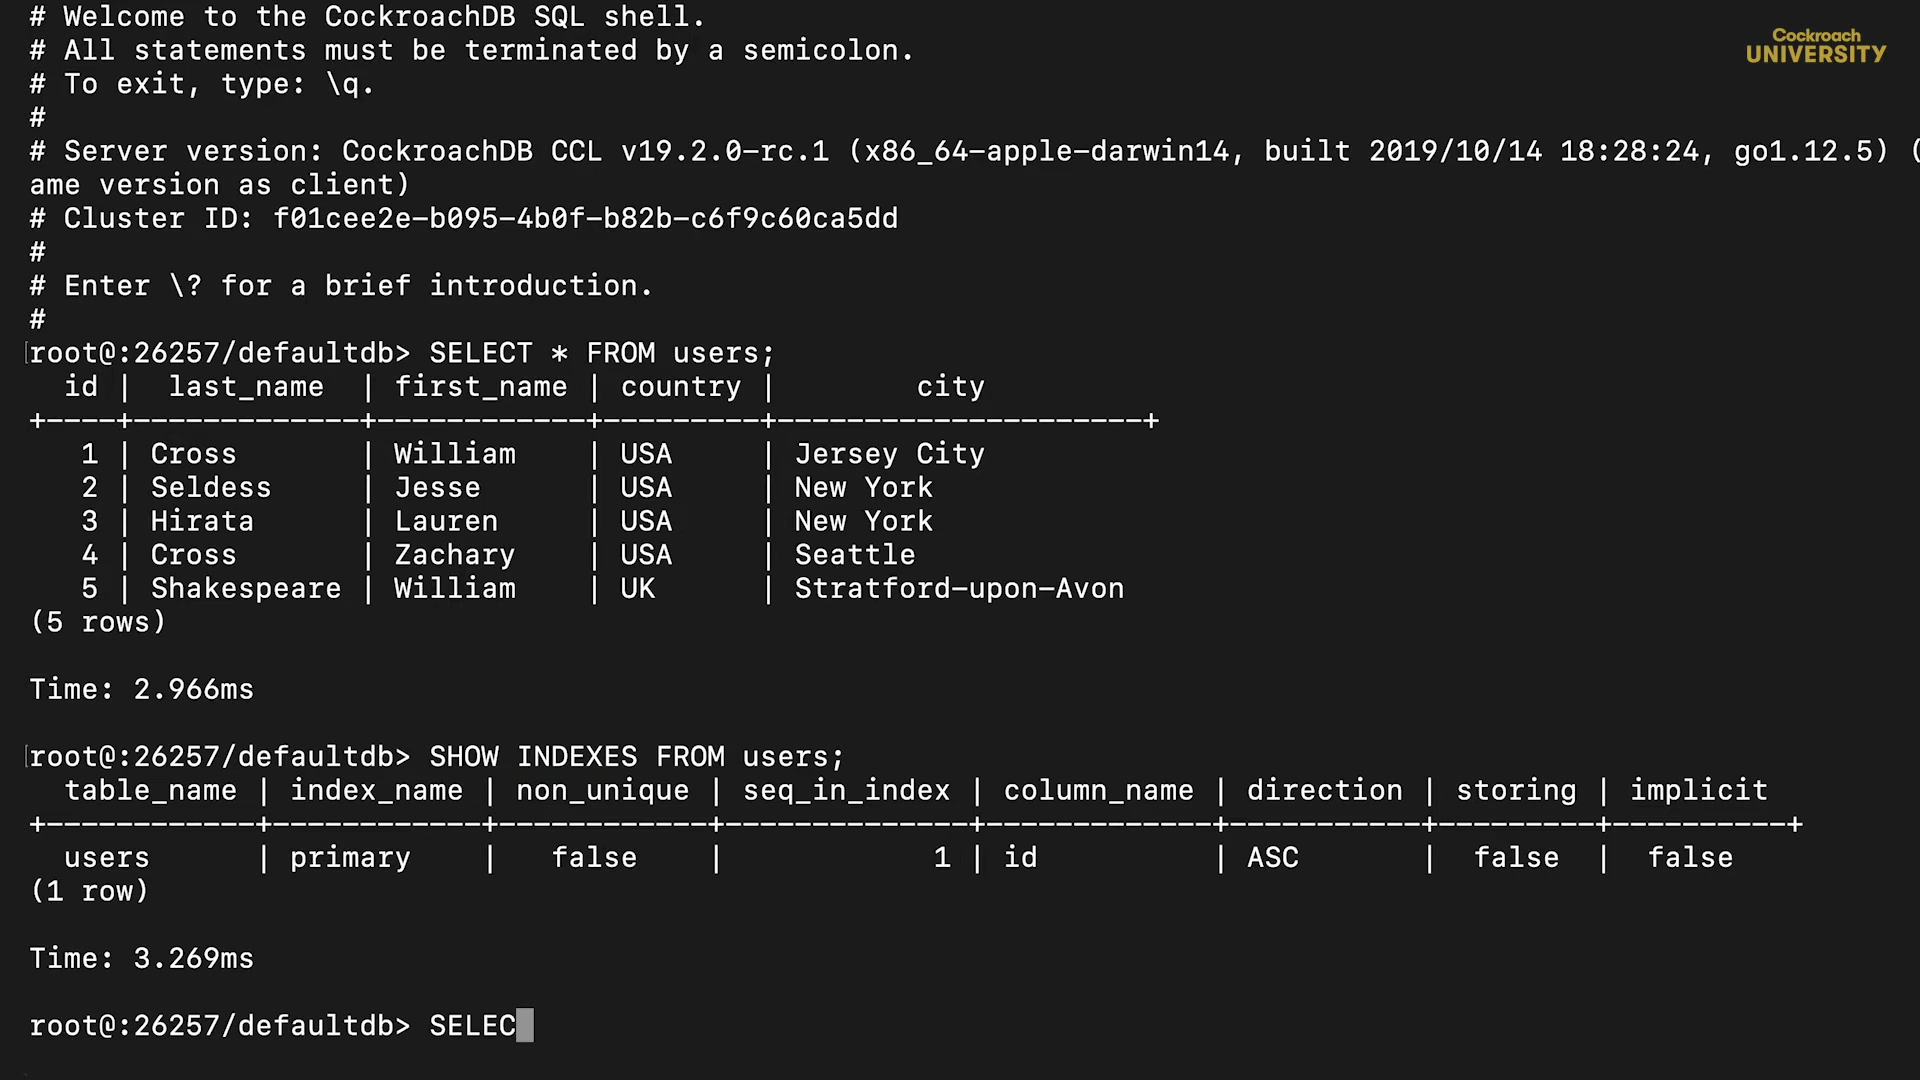 # Welcome to the CockroachDB SQL shell.
# All statements must be terminated by a semicolon.
# To exit, type: \q.
#
# Server version: CockroachDB CCL v19.2.0-rc.1 (x86_64-apple-darwin14, built 2019/10/14 18:28:24, go1.12.5) (
ame version as client)
# Cluster ID: f01cee2e-b095-4b0f-b82b-c6f9c60ca5dd
#
# Enter \? for a brief introduction.
#
root@:26257/defaultdb> SELECT * FROM users;
  id |  last_name  | first_name | country |        city
+----+-------------+------------+---------+---------------------+
   1 | Cross       | William    | USA     | Jersey City
   2 | Seldess     | Jesse      | USA     | New York
   3 | Hirata      | Lauren     | USA     | New York
   4 | Cross       | Zachary    | USA     | Seattle
   5 | Shakespeare | William    | UK      | Stratford-upon-Avon
(5 rows)
Time: 2.966ms
root@:26257/defaultdb> SHOW INDEXES FROM users;
  table_name | index_name | non_unique | seq_in_index | column_name | direction | storing | implicit
+------------+------------+------------+--------------+-------------+-----------+---------+----------+
  users      | primary    |   false    |            1 | id          | ASC       |  false  |  false
(1 row)
Time: 3.269ms
root@:26257/defaultdb> SELEC
Cockroach
UNIVERSITY